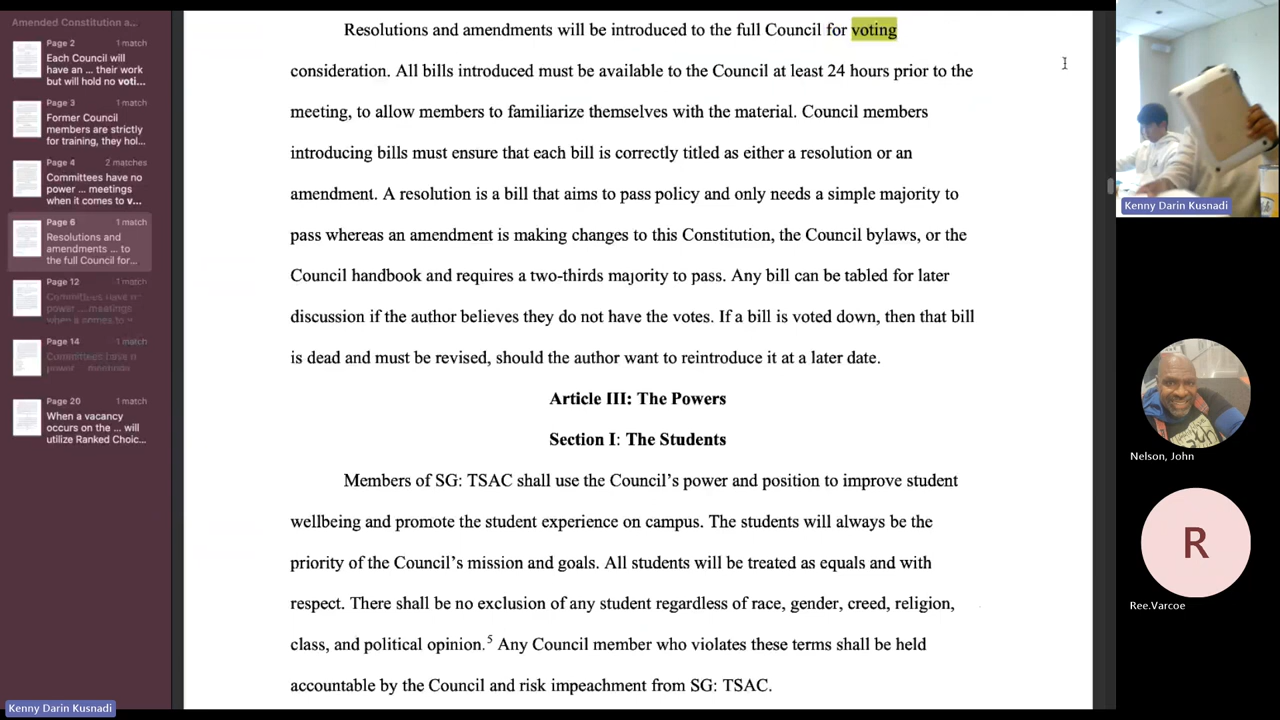 Amended Constitution a...
Page 2 1 match
Each Council will
have an ... their work
but will hold no voti...
Page 3 1 match
Former Council
members are strictly
for training, they hol...
Page 4 2 matches
Committees have no
power ... meetings
when it comes to v...
Page 6 1 match
Resolutions and
amendments ... to
the full Council for...
Page 12 1 match
Committees have no
power ... meetings
when it comes to v
Page 14 1 match
Page 20 1 match
When a vacancy
occurs on the ... will
utilize Ranked Choic...
Kenny Darin Kusnadi
Resolutions and amendments will be introduced to the full Council for voting
consideration. All bills introduced must be available to the Council at least 24 hours prior to the
meeting, to allow members to familiarize themselves with the material. Council members
introducing bills must ensure that each bill is correctly titled as either a resolution or an
amendment. A resolution is a bill that aims to pass policy and only needs a simple majority to
pass whereas an amendment is making changes to this Constitution, the Council bylaws, or the
Council handbook and requires a two-thirds majority to pass. Any bill can be tabled for later
discussion if the author believes they do not have the votes. If a bill is voted down, then that bill
is dead and must be revised, should the author want to reintroduce it at a later date.
Article III: The Powers
Section I: The Students
Members of SG: TSAC shall use the Council's power and position to improve student
wellbeing and promote the student experience on campus. The students will always be the
priority of the Council's mission and goals. All students will be treated as equals and with
respect. There shall be no exclusion of any student regardless of race, gender, creed, religion,
class, and political opinion.5 Any Council member who violates these terms shall be held
accountable by the Council and risk impeachment from SG: TSAC.
Kenny Darin Kusnadi
Nelson, John
R
Ree.Varcoe